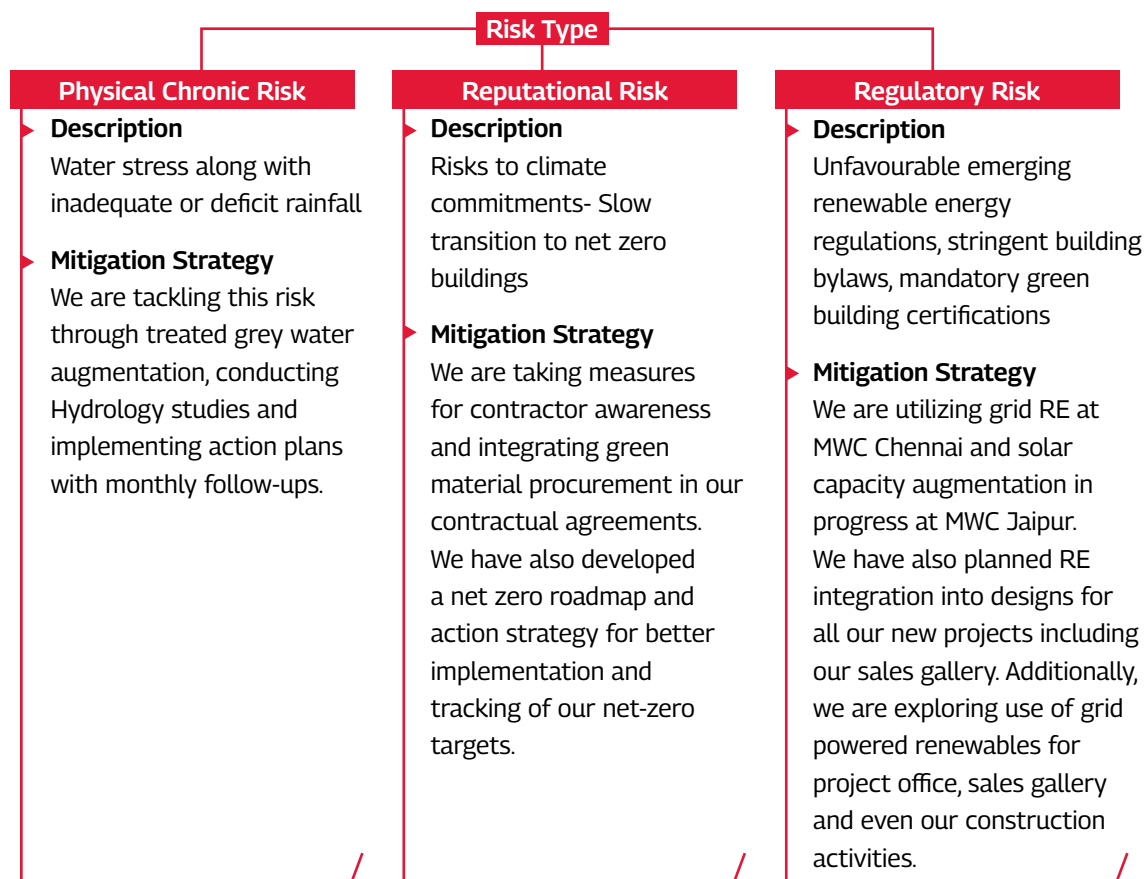 Risk Type
Physical Chronic Risk
Description
Water stress along with
inadequate or deficit rainfall
Mitigation Strategy
We are tackling this risk
through treated grey water
augmentation, conducting
Hydrology studies and
implementing action plans
with monthly follow-ups.
Reputational Risk
Description
Risks to climate
commitments- Slow
transition to net zero
buildings
Mitigation Strategy
We are taking measures
for contractor awareness
and integrating green
material procurement in our
contractual agreements.
We have also developed
a net zero roadmap and
action strategy for better
implementation and
tracking of our net-zero
targets.
Regulatory Risk
Description
Unfavourable emerging
renewable energy
regulations, stringent building
bylaws, mandatory green
building certifications
Mitigation Strategy
We are utilizing grid RE at
MWC Chennai and solar
capacity augmentation in
progress at MWC Jaipur.
We have also planned RE
integration into designs for
all our new projects including
our sales gallery. Additionally,
we are exploring use of grid
powered renewables for
project office, sales gallery
and even our construction
activities.